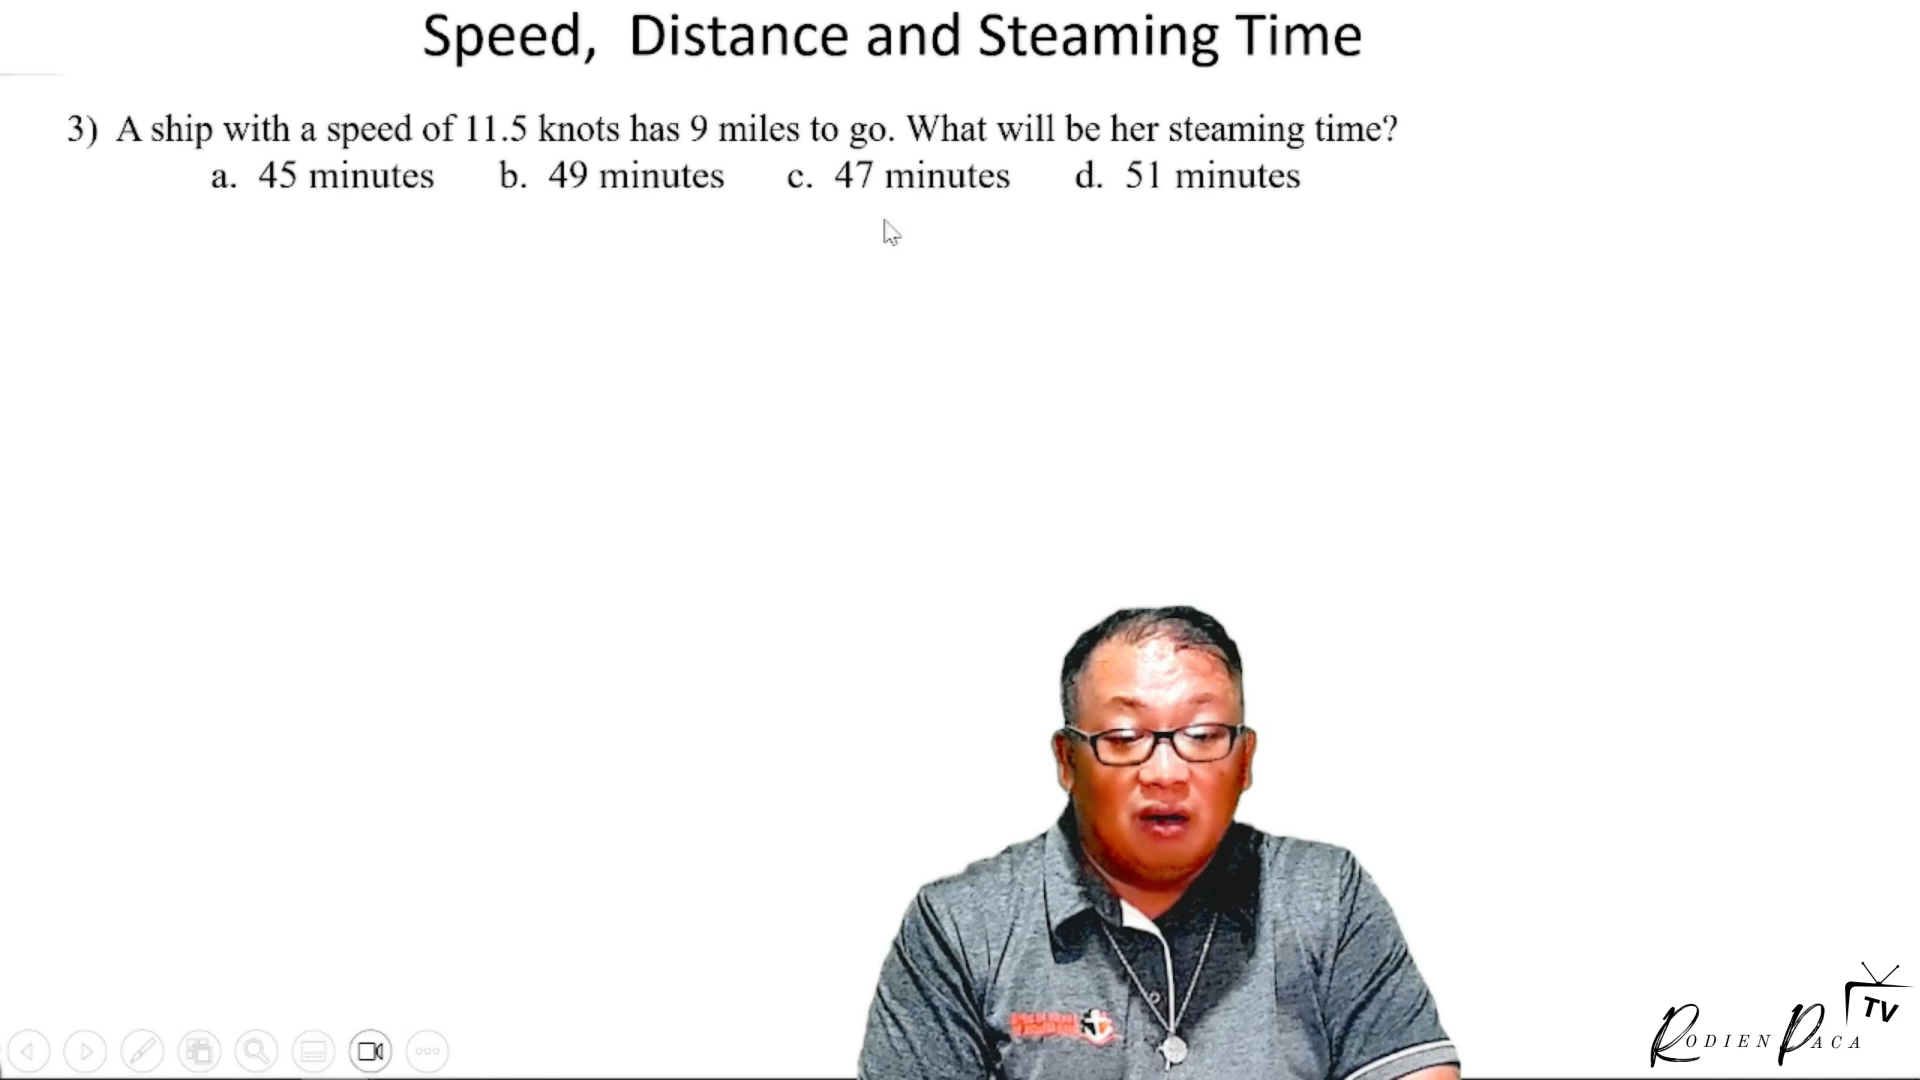 Speed, Distance and Steaming Time
3) A ship with a speed of 11.5 knots has 9 miles to go. What will be her steaming time?
a. 45 minutes b. 49 minutes c. 47 minutes d. 51 minutes
TV
RODIEN PACA